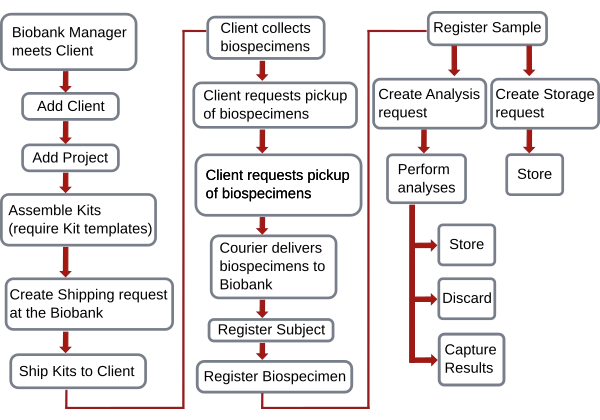 Biobank Manager
meets Client
Add Client
Add Project
Assemble Kits
(require Kit templates)
Create Shipping request
at the Biobank
Ship Kits to Client
Client collects
biospecimens
Client requests pickup
of biospecimens
Client requests pickup
of biospecimens
Courier delivers
biospecimens to
Biobank
Register Subject
Register Biospecimen
Register Sample
Create Analysis
request
Create Storage
request
Perform
analyses
Store
Store
Discard
Capture
Results